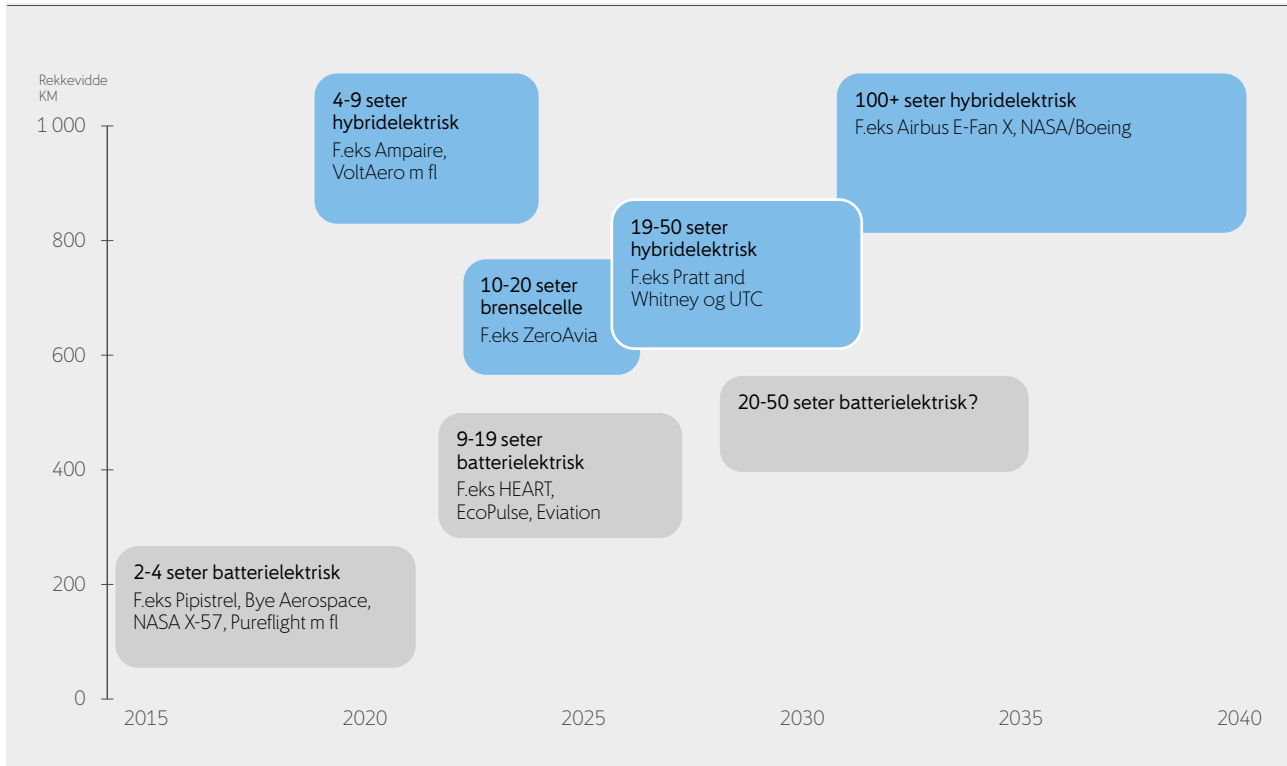 Rekkevidde
KM
1 000
800
600
400
200
0
4-9 seter
hybridelektrisk
F.eks Ampaire,
VoltAero m fl
100+ seter hybridelektrisk
F.eks Airbus E-Fan X, NASA/Boeing
19-50 seter
hybridelektrisk
F.eks Pratt and
Whitney og UTC
10-20 seter
brenselcelle
F.eks ZeroAvia
20-50 seter batterielektrisk?
9-19 seter
batterielektrisk
F.eks HEART,
EcoPulse, Eviation
2-4 seter batterielektrisk
F.eks Pipistrel, Bye Aerospace,
NASA X-57, Pureflight m fl
2015
2020
2025
2030
2035
2040